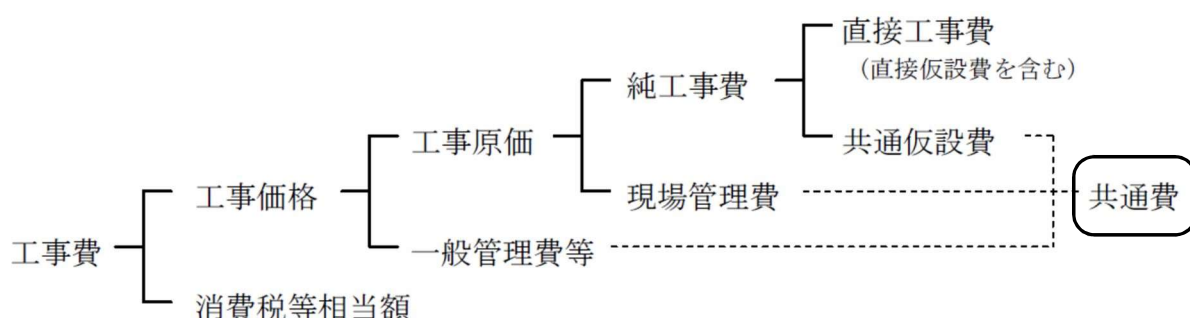 直接工事費
(直接仮設費を含む)
純工事費
工事原価
共通仮設費
工事価格
現場管理費
共通費
工事費
一般管理費等
消費税等相当額